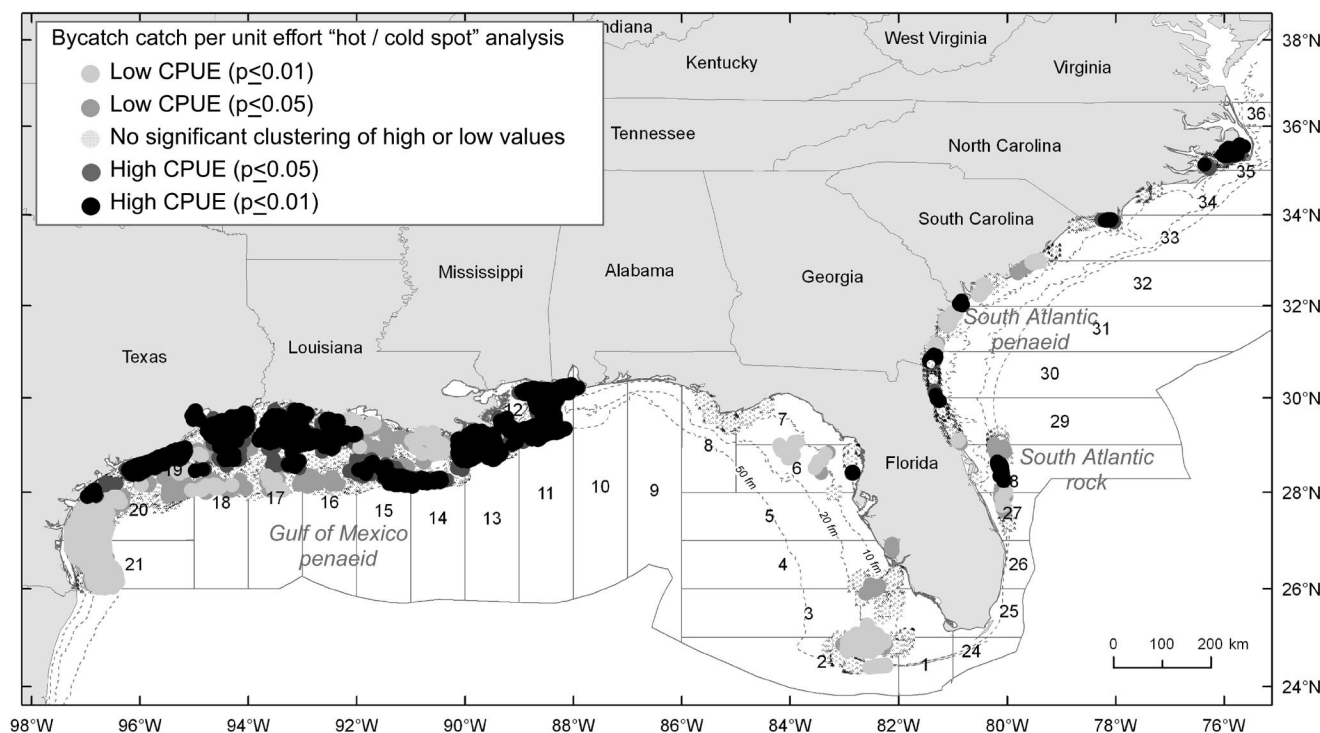 Bycatch catch per unit effort “hot / cold spot” analysis
Low CPUE (p≤0.01)
Low CPUE (p≤0.05)
No significant clustering of high or low values
High CPUE (p≤0.05)
High CPUE (p≤0.01)
ndiana
West Virginia
Kentucky
Virginia
Tennessee
North Carolina
South Carolina
Mississippi
Alabama
Georgia
Texas
Louisiana
Florida
South Atlantic
penaeid
South Atlantic
rock
Gulf of Mexico
penaeid
36
35
34
33
32
31
30
29
8
27
26
25
24
1
2
3
4
5
6
7
8
9
10
11
12
13
14
15
16
17
18
19
20
21
50 fm
20 fm
10 fm
0 100 200 km
38°N
36°N
34°N
32°N
30°N
28°N
26°N
24°N
98°W 96°W 94°W 92°W 90°W 88°W 86°W 84°W 82°W 80°W 78°W 76°W